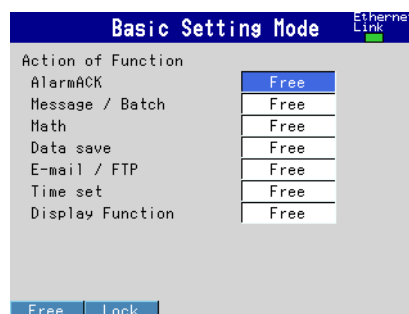 Basic Setting Mode
Etherne
Link
Action of Function
AlarmACK Free
Message / Batch Free
Math Free
Data save Free
E-mail / FTP Free
Time set Free
Display Function Free
Free Lock